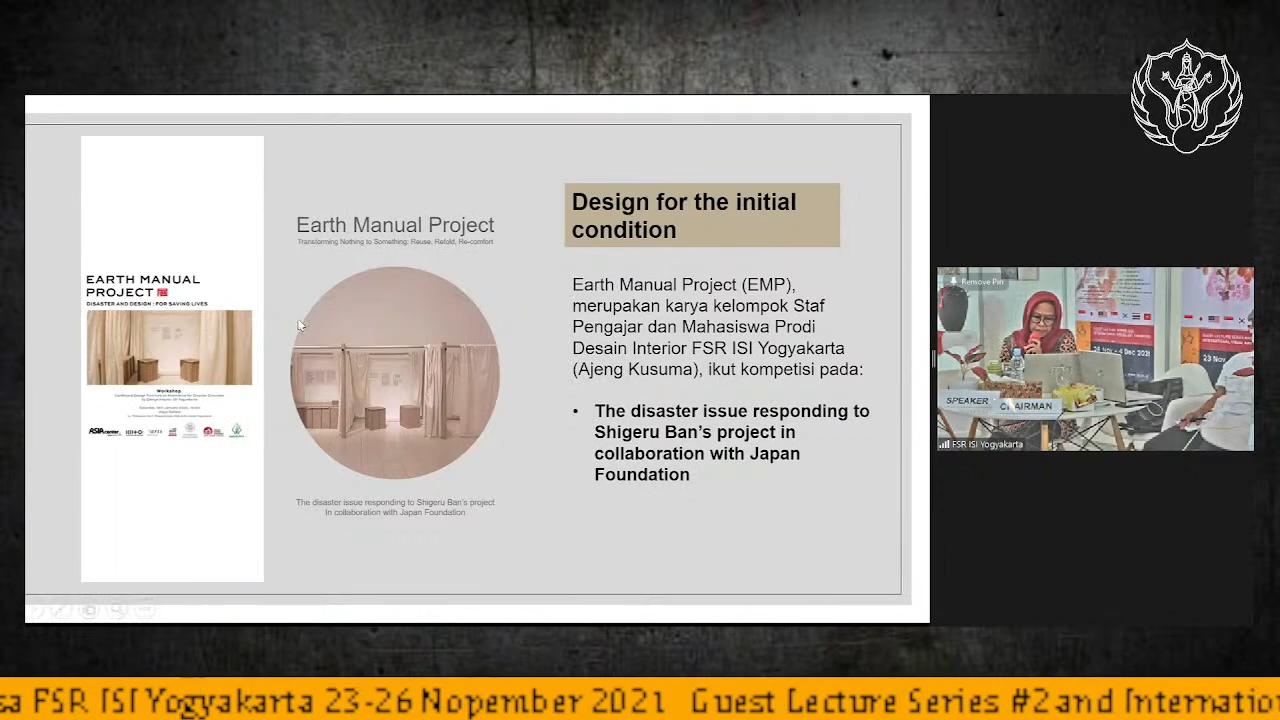 EARTH MANUAL
PROJECT
DISASTER AND DESIGN : FOR SAVING LIVES
Workshop
Earth Manual Project
Transforming Nothing to Something: Reuse, Refold, Re-comfort
The disaster issue responding to Shigeru Ban's project
In collaboration with Japan Foundation
Design for the initial
condition
Earth Manual Project (EMP),
merupakan karya kelompok Staf
Pengajar dan Mahasiswa Prodi
Desain Interior FSR ISI Yogyakarta
(Ajeng Kusuma), ikut kompetisi pada:
• The disaster issue responding to
Shigeru Ban's project in
collaboration with Japan
Foundation
Remove Pin
SPEAKER
CHAIRMAN
FSR ISI Yogyakarta
sa FSR ISI Yogyakarta 23-26 Nopember 2021 Guest Lecture Series #2 and Internatio